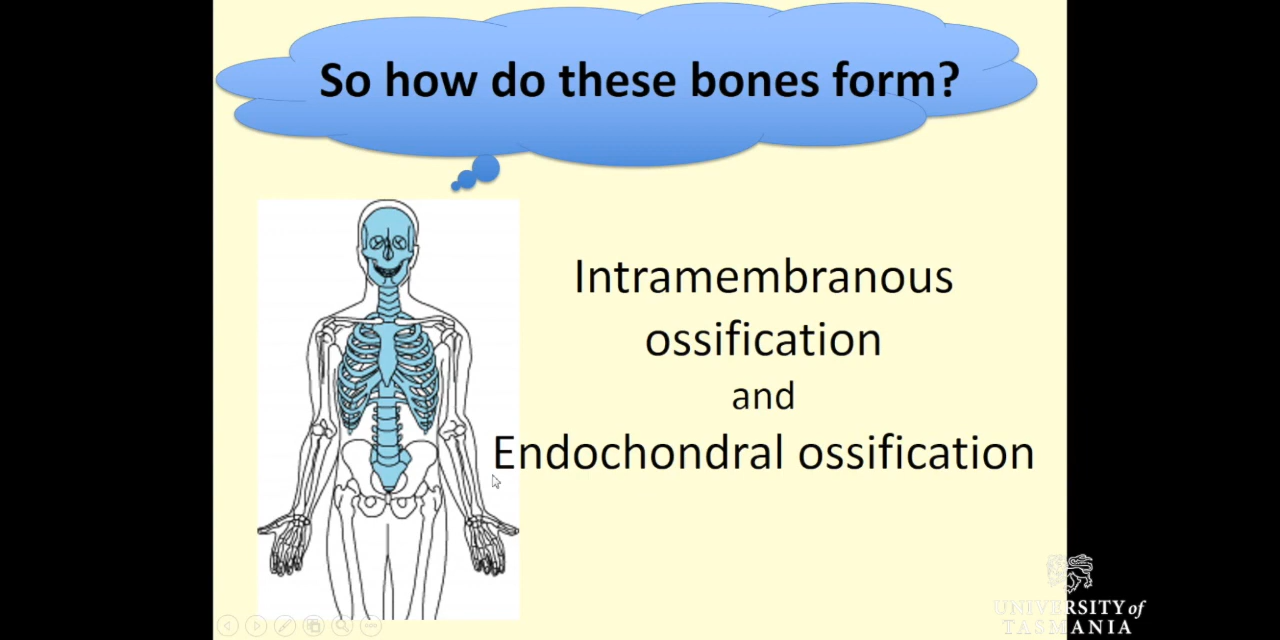 So how do these bones form?
Intramembranous
ossification
and
Endochondral ossification
UNIVERSITY of
TASMANIA